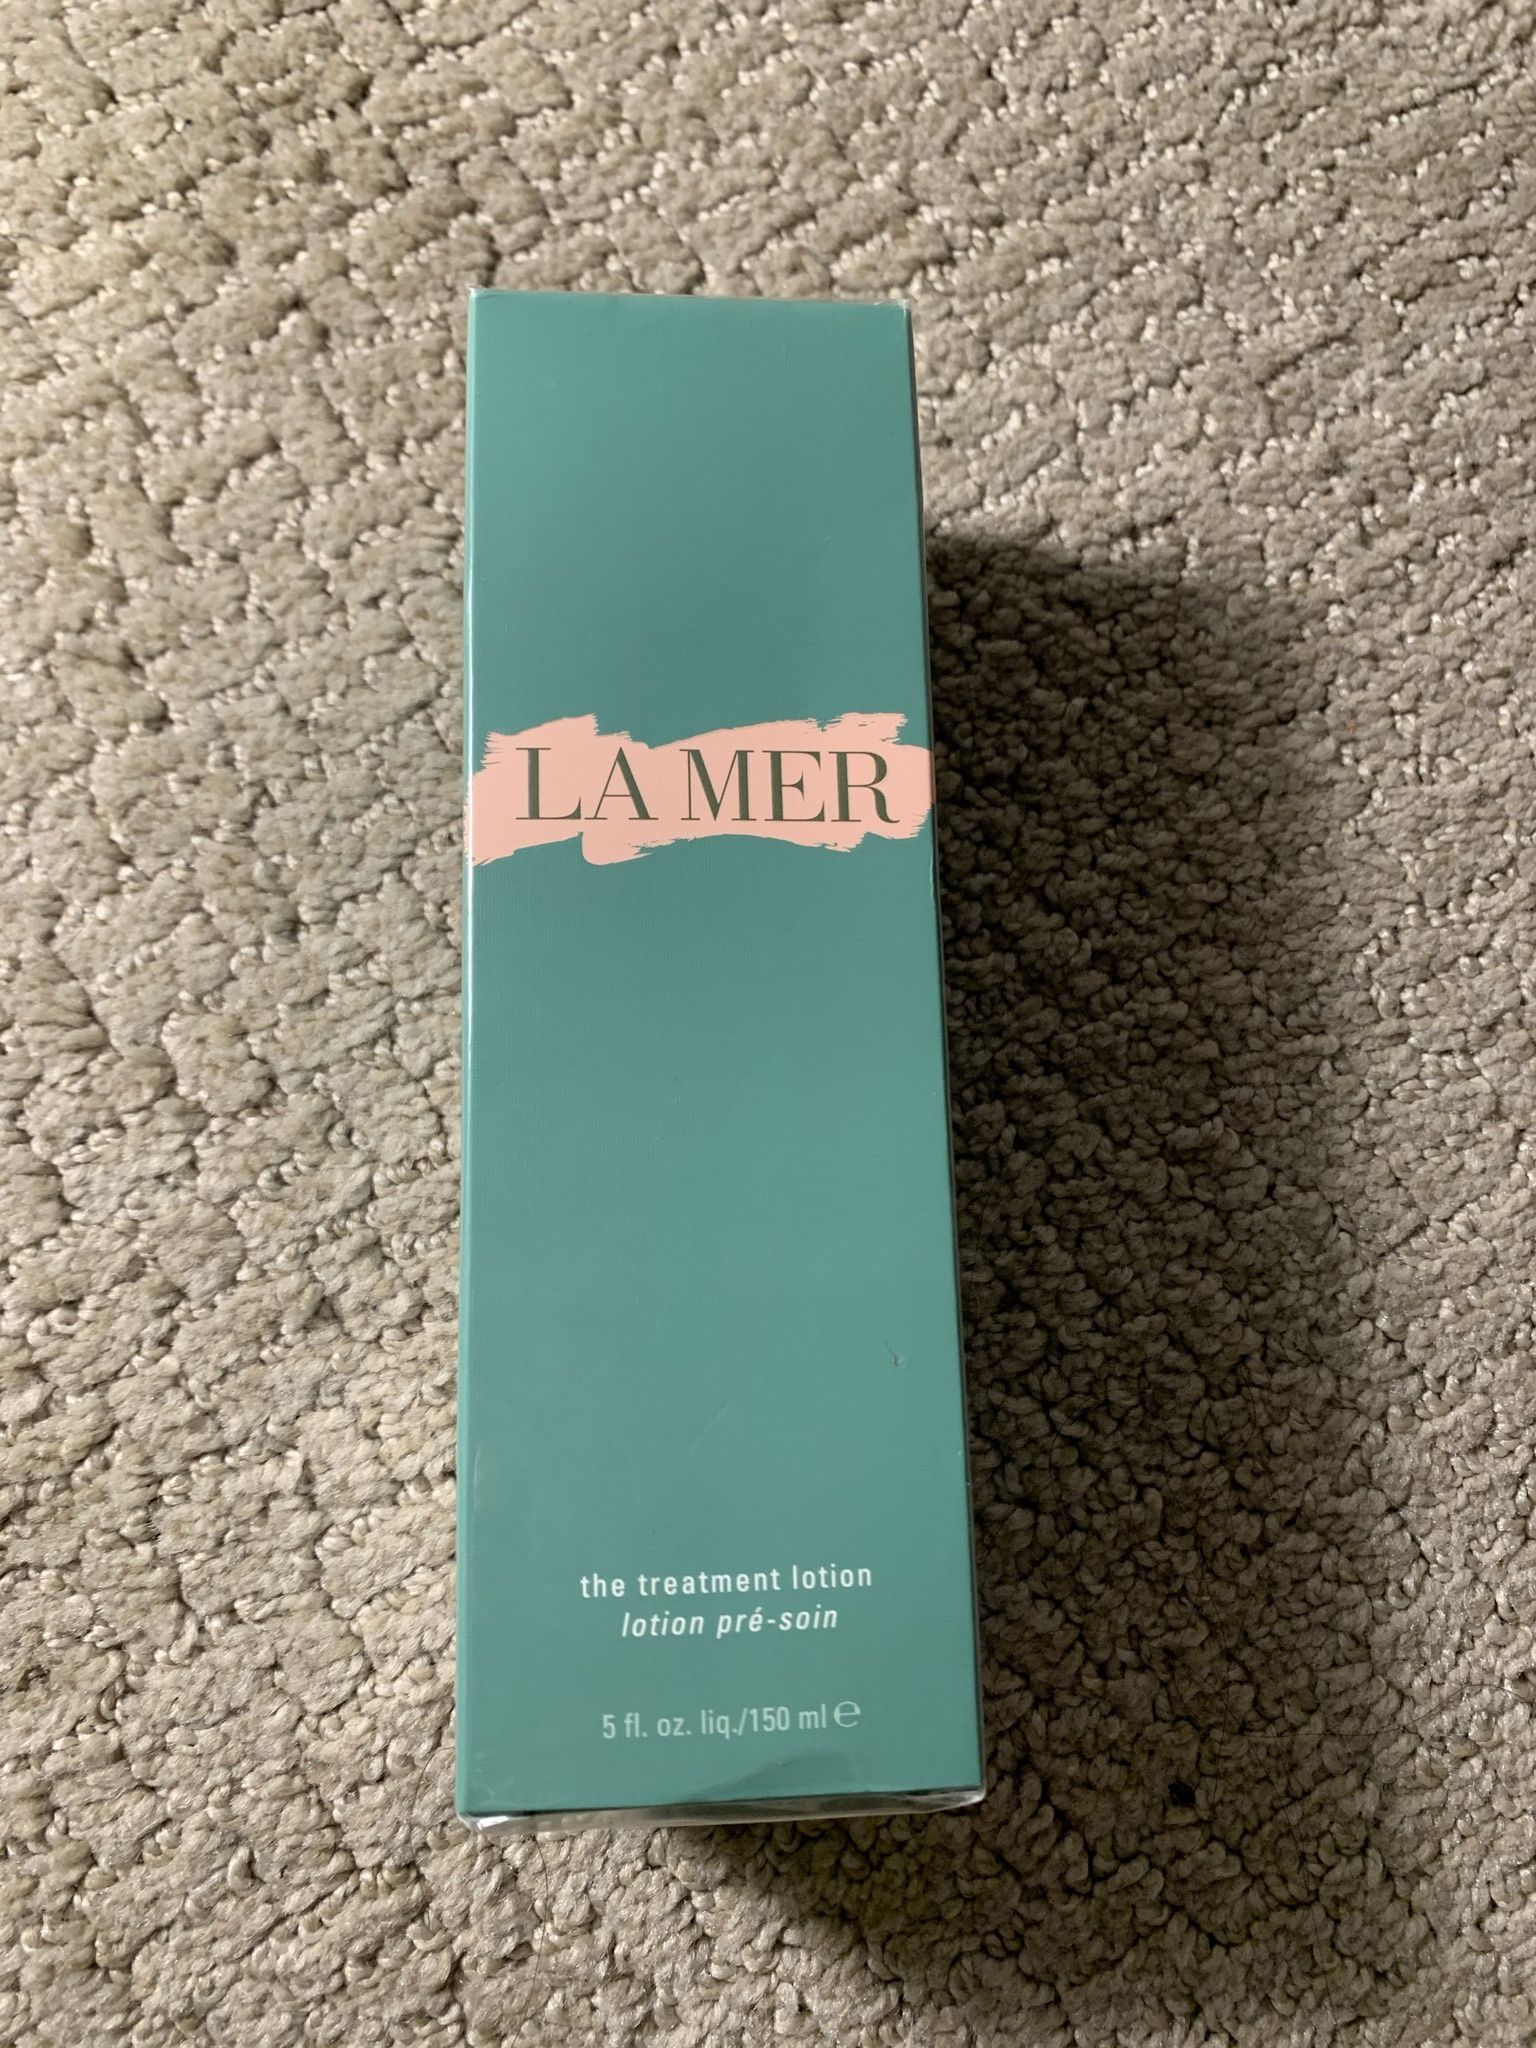 LA MER
the treatment lotion
lotion pré-soin
5 fl. oz. liq./150 ml ℮